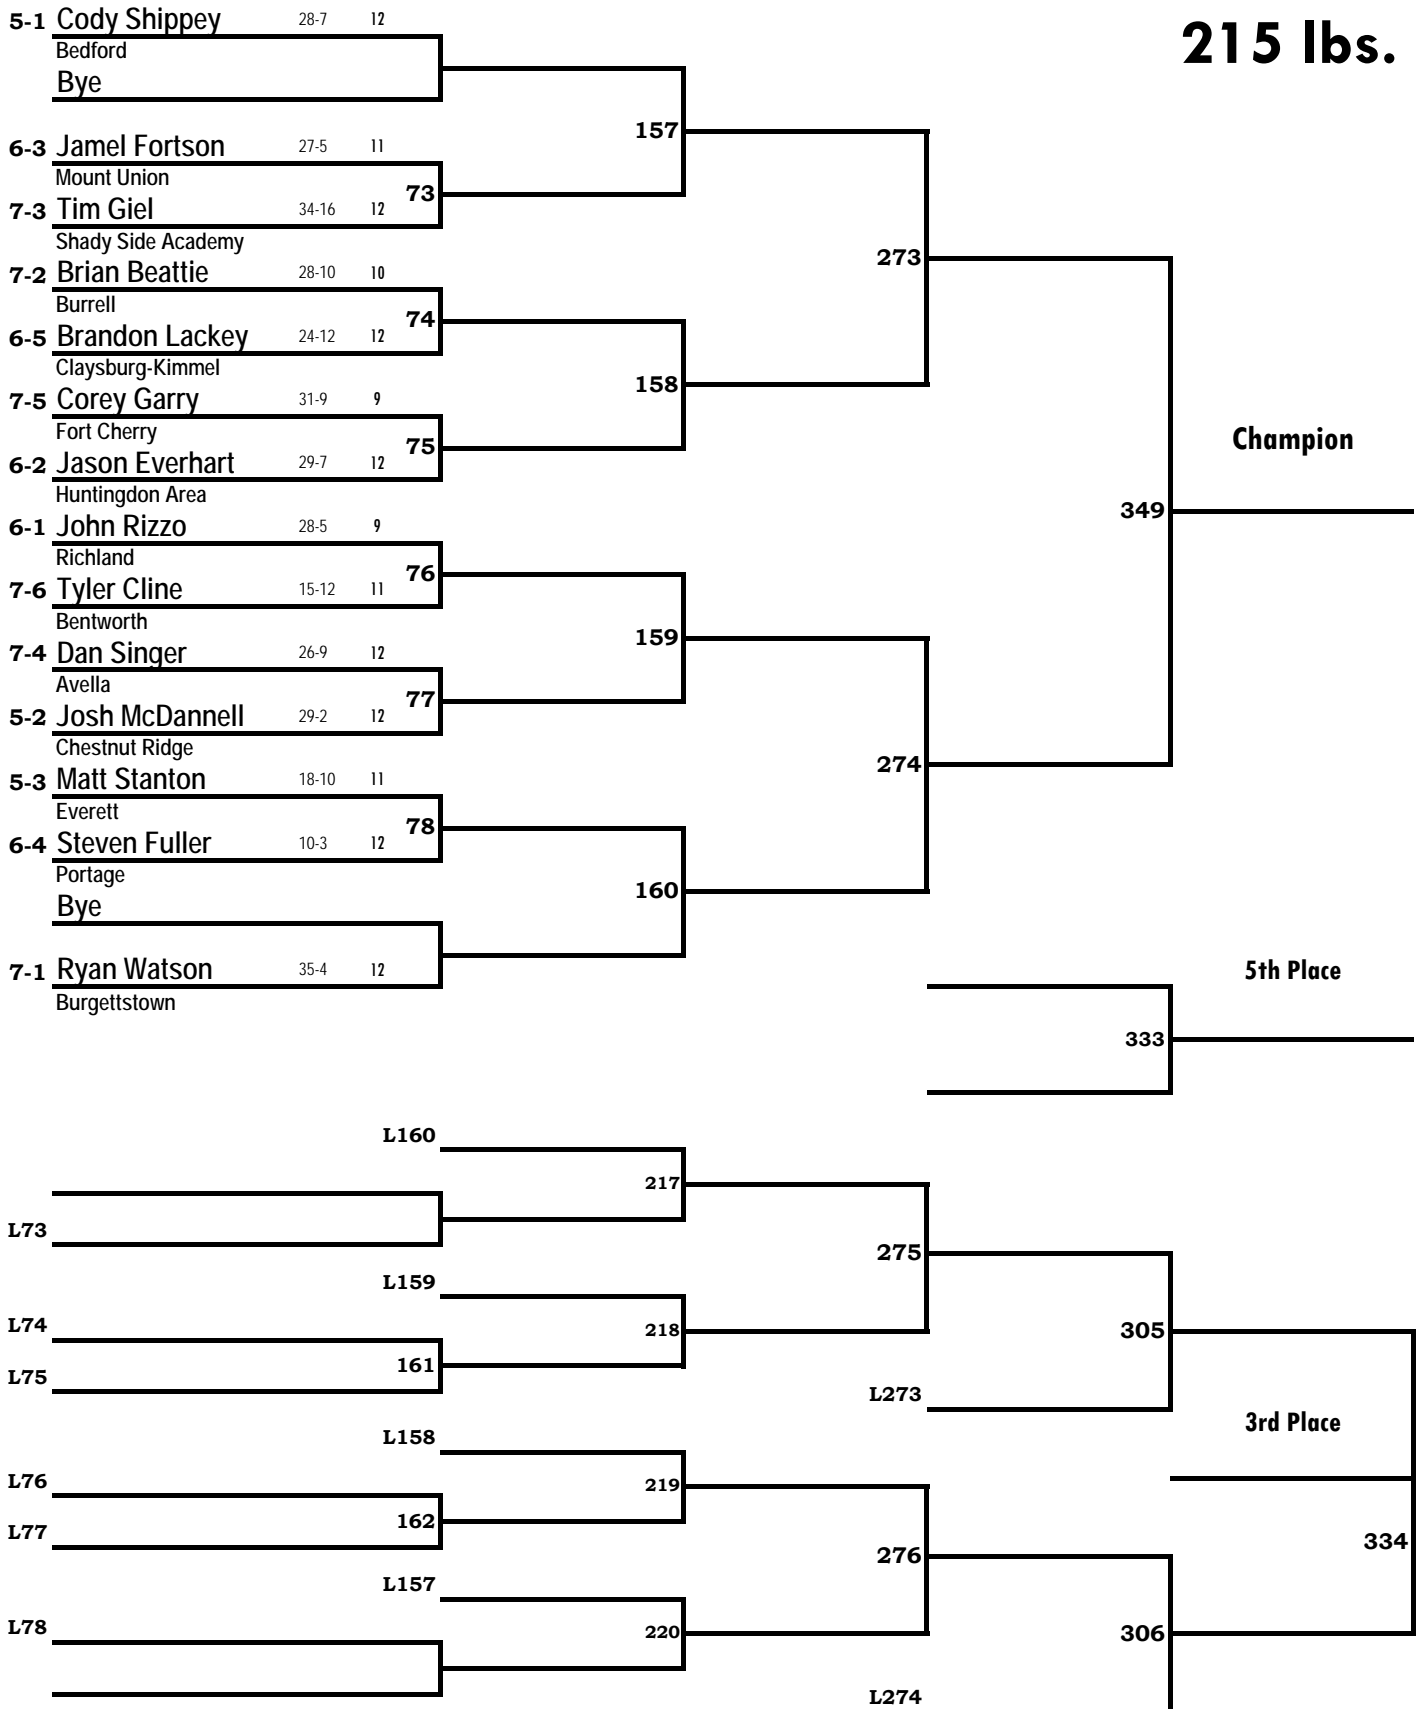 215 lbs.
5-1 Cody Shippey 28-7 12
Bedford
Bye
157
6-3 Jamel Fortson 27-5 11
Mount Union
73
7-3 Tim Giel 34-16 12
Shady Side Academy
273
7-2 Brian Beattie 28-10 10
Burrell
74
6-5 Brandon Lackey 24-12 12
Claysburg-Kimmel
158
7-5 Corey Garry 31-9 9
Fort Cherry
75
Champion
6-2 Jason Everhart 29-7 12
Huntingdon Area
349
6-1 John Rizzo 28-5 9
Richland
76
7-6 Tyler Cline 15-12 11
Bentworth
159
7-4 Dan Singer 26-9 12
Avella
77
5-2 Josh McDannell 29-2 12
Chestnut Ridge
274
5-3 Matt Stanton 18-10 11
Everett
78
6-4 Steven Fuller 10-3 12
Portage
160
Bye
7-1 Ryan Watson 35-4 12
Burgettstown
5th Place
333
L160
217
L73
275
L159
L74
218
305
161
L75
L273
3rd Place
L158
L76
219
162
L77
334
276
L157
L78
220
306
L274